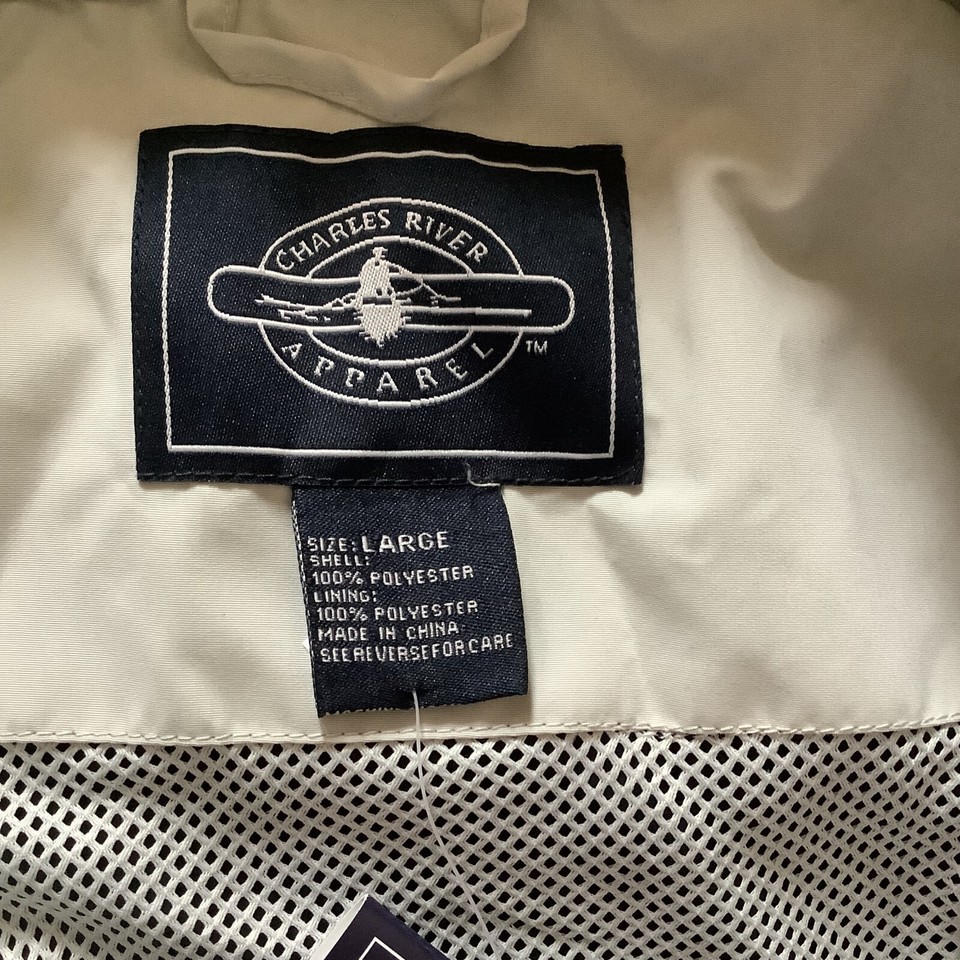 CHARLES RIVER
APPAREL TM
SIZE: LARGE
SHELL:
100% POLYESTER
LINING:
100% POLYESTER
MADE IN CHINA
SEE REVERSE FOR CARE